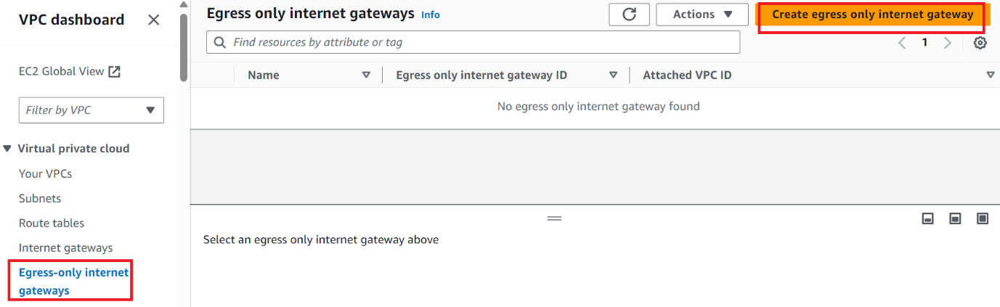 VPC dashboard
EC2 Global View
Filter by VPC
Virtual private cloud
Your VPCs
Subnets
Route tables
Internet gateways
Egress-only internet
gateways
Egress only internet gateways Info
Actions
Create egress only internet gateway
Find resources by attribute or tag
1
Name
Egress only internet gateway ID
Attached VPC ID
No egress only internet gateway found
Select an egress only internet gateway above